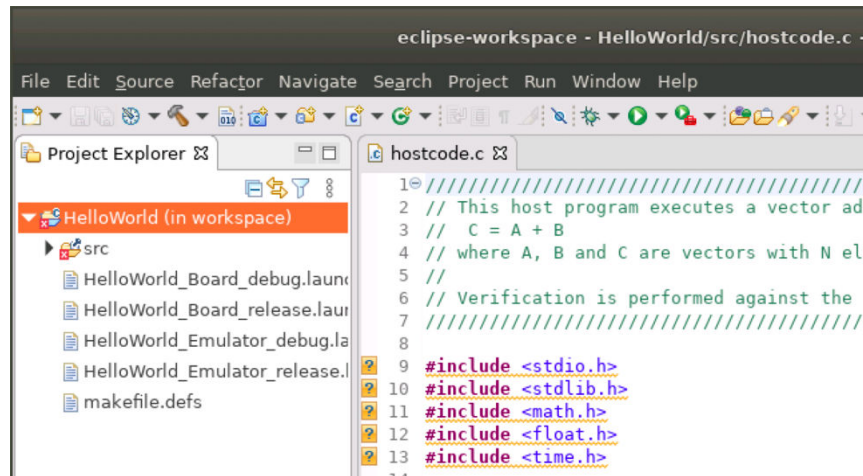 eclipse-workspace - HelloWorld/src/hostcode.c -
File Edit Source Refactor Navigate Search Project Run Window Help
Project Explorer
HelloWorld (in workspace)
src
HelloWorld_Board_debug.launc
HelloWorld_Board_release.laun
HelloWorld_Emulator_debug.la
HelloWorld_Emulator_release.l
makefile.defs
hostcode.c
1 /////////////////////////////////////////
2 // This host program executes a vector ad
3 //  C = A + B
4 // where A, B and C are vectors with N el
5 //
6 // Verification is performed against the
7 /////////////////////////////////////////
8
9 #include <stdio.h>
10 #include <stdlib.h>
11 #include <math.h>
12 #include <float.h>
13 #include <time.h>